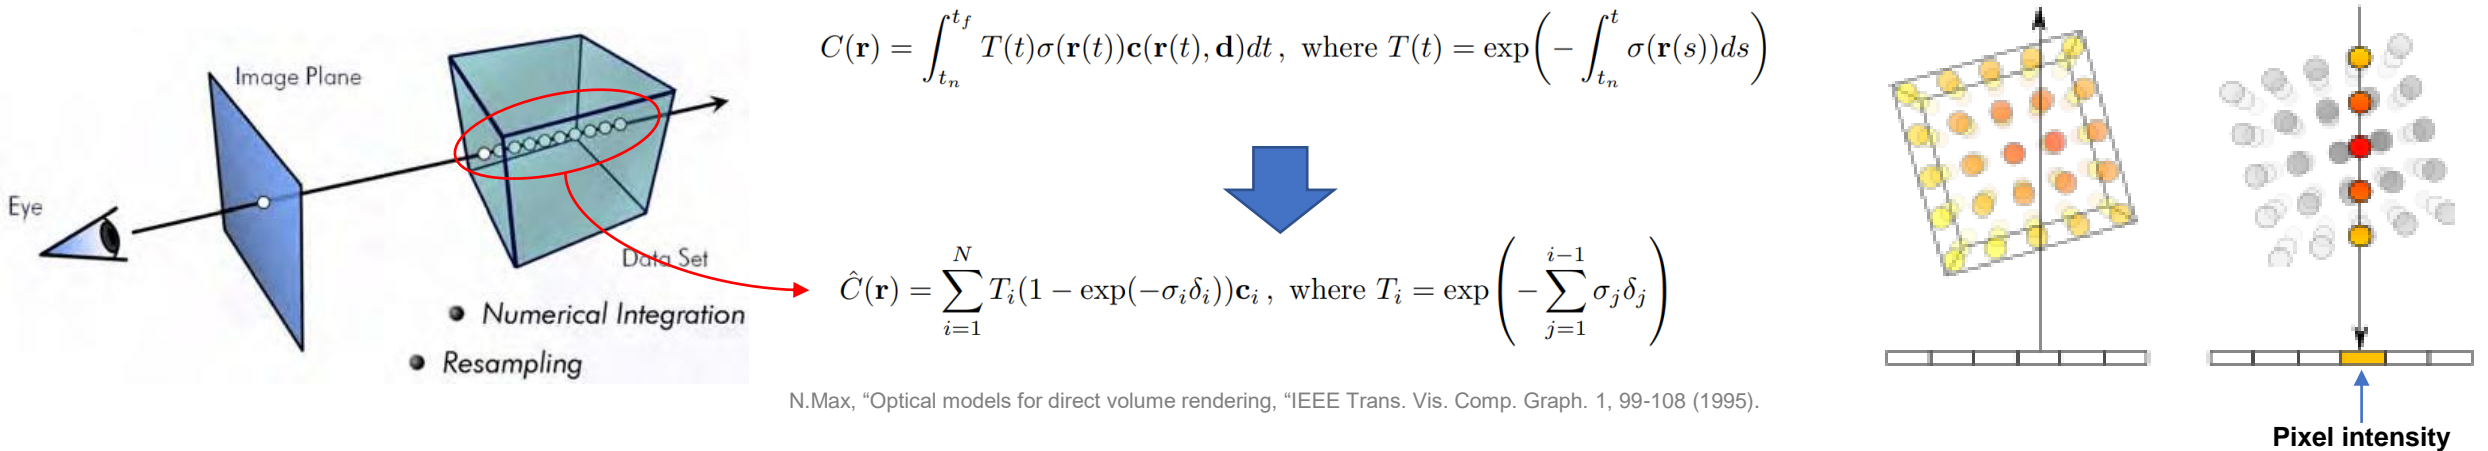 Image Plane
Eye
Data Set
Numerical Integration
Resampling
C(r) = ∫_{t_n}^{t_f} T(t)σ(r(t))c(r(t), d)dt , where T(t) = exp(− ∫_{t_n}^{t} σ(r(s))ds)
Ĉ(r) = ∑_{i=1}^{N} T_i(1 − exp(−σ_iδ_i))c_i , where T_i = exp(− ∑_{j=1}^{i−1} σ_jδ_j)
N.Max, “Optical models for direct volume rendering, “IEEE Trans. Vis. Comp. Graph. 1, 99-108 (1995).
Pixel intensity